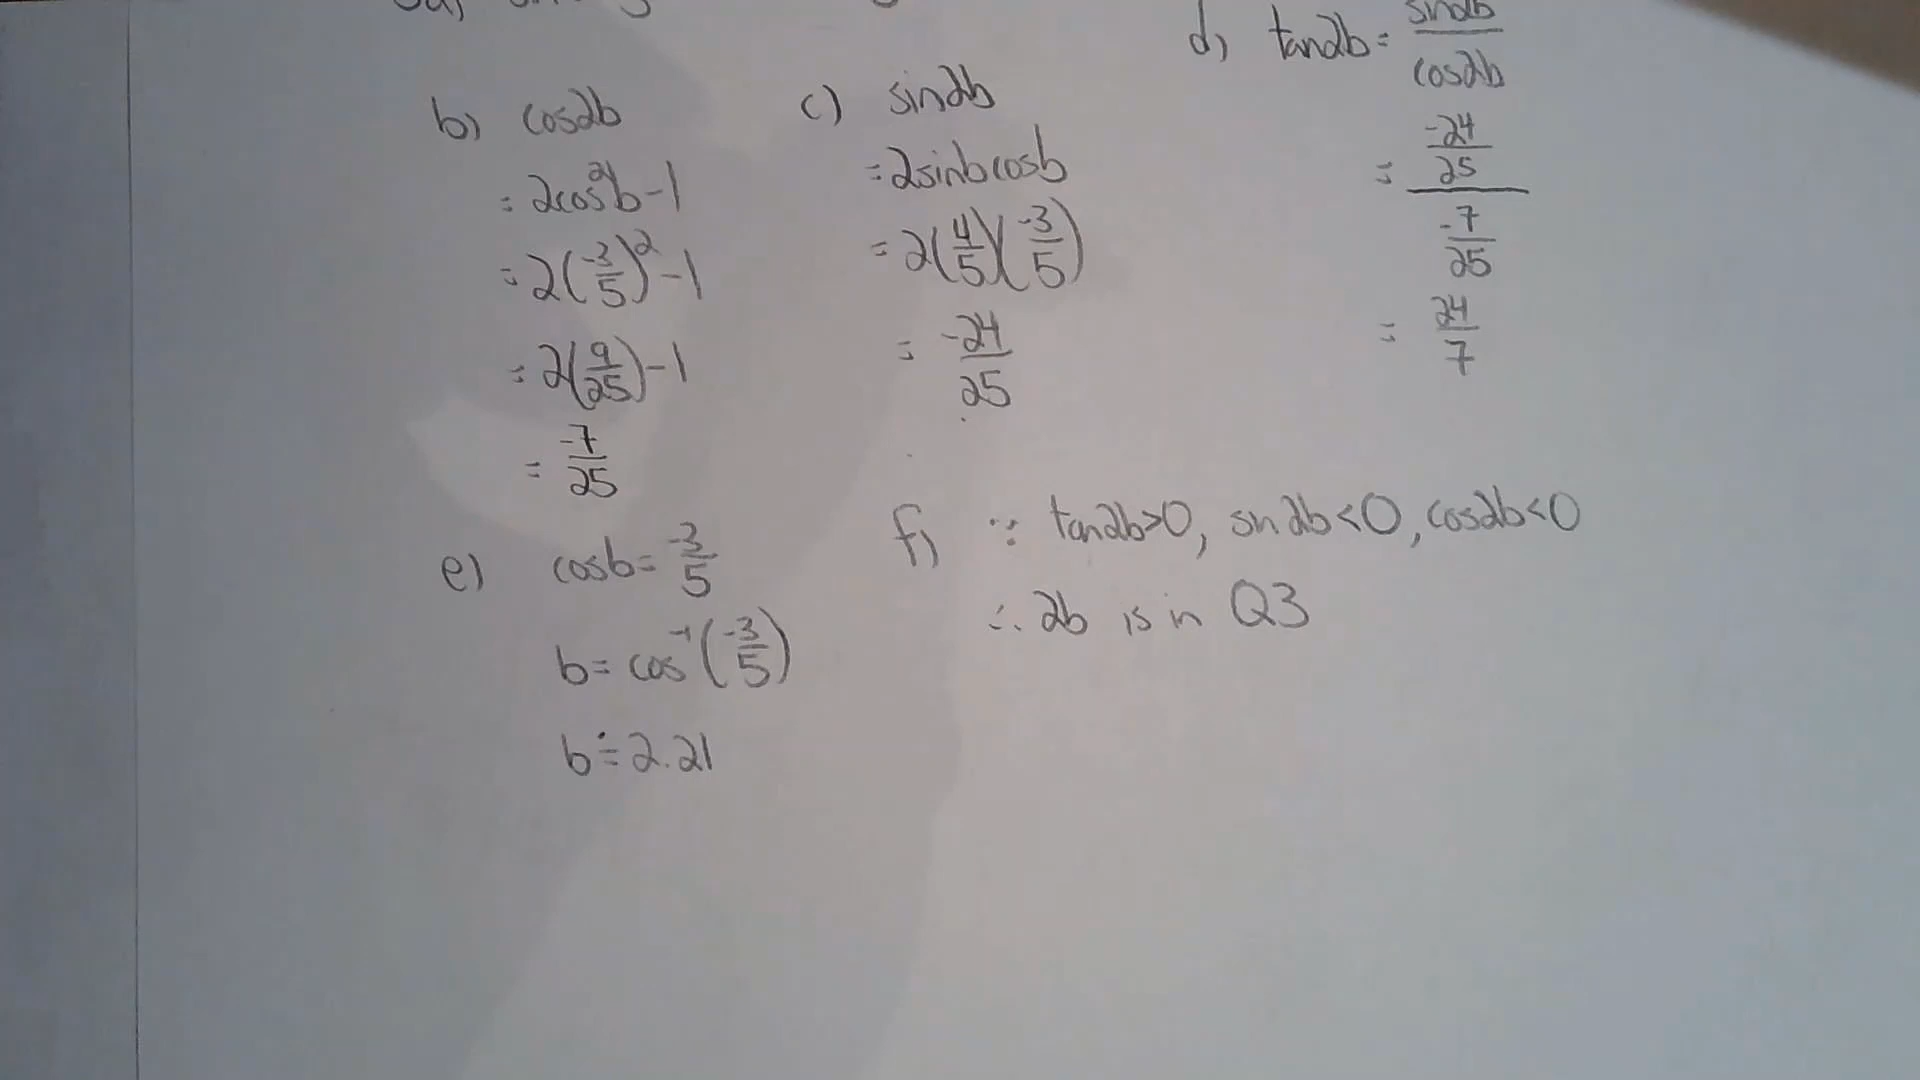 d) tan2b = sin2b/cos2b
= (-24/25)/(-7/25)
= 24/7
b) cos2b
= 2cos²b - 1
= 2(-3/5)² - 1
= 2(9/25) - 1
= -7/25
c) sin2b
= 2sinbcosb
= 2(4/5)(-3/5)
= -24/25
e) cosb = -3/5
b = cos⁻¹(-3/5)
b ≐ 2.21
f) ∵ tan2b>0, sin2b<0, cos2b<0
∴ 2b is in Q3